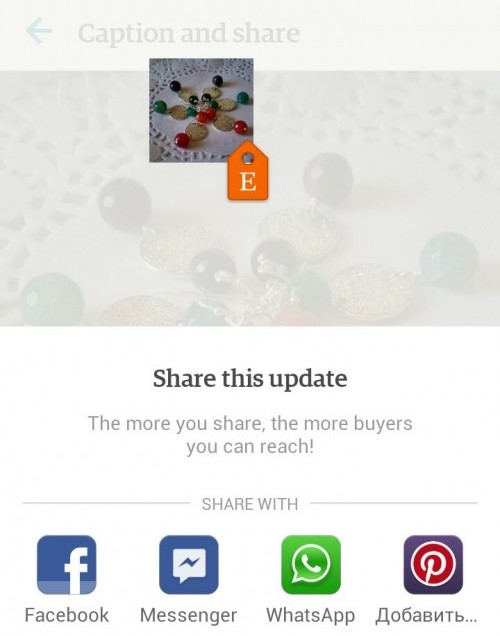 Caption and share
E
Share this update
The more you share, the more buyers
you can reach!
SHARE WITH
Facebook
Messenger
WhatsApp
Добавить...